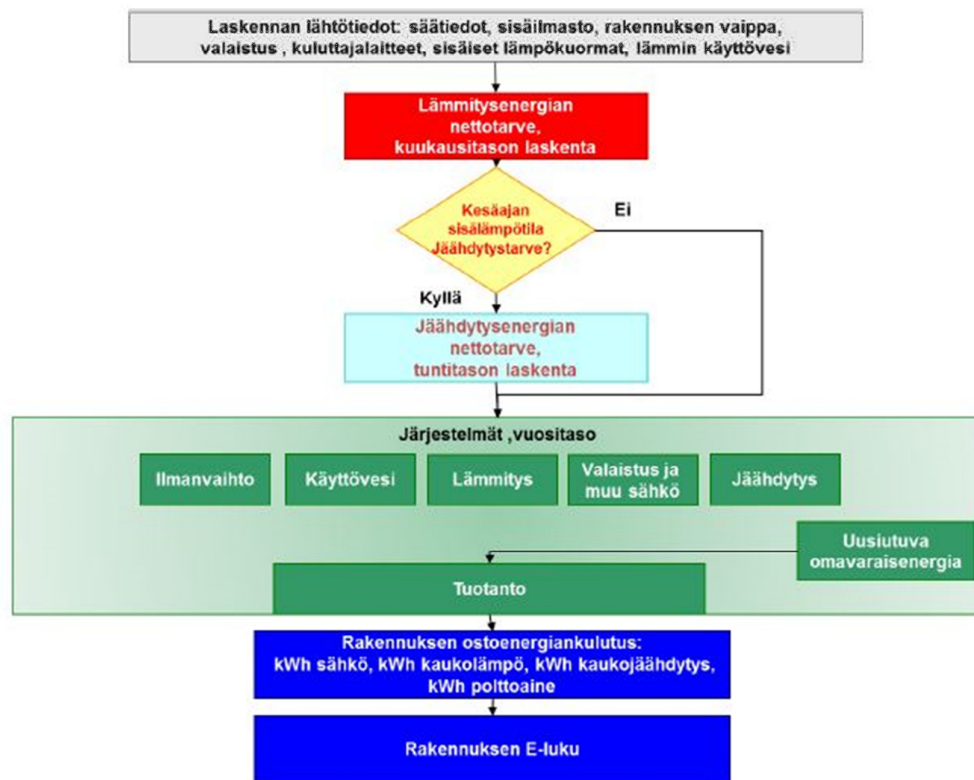 Laskennan lähtötiedot: säätiedot, sisäilmasto, rakennuksen vaippa,
valaistus , kuluttajalaitteet, sisäiset lämpökuormat, lämmin käyttövesi
Lämmitysenergian
nettotarve,
kuukausitason laskenta
Kesäajan
sisälämpötila
Jäähdytystarve?
Ei
Kyllä
Jäähdytysenergian
nettotarve,
tuntitason laskenta
Järjestelmät ,vuositaso
Ilmanvaihto
Käyttövesi
Lämmitys
Valaistus ja
muu sähkö
Jäähdytys
Uusiutuva
omavaraisenergia
Tuotanto
Rakennuksen ostoenergiankulutus:
kWh sähkö, kWh kaukolämpö, kWh kaukojäähdytys,
kWh polttoaine
Rakennuksen E-luku